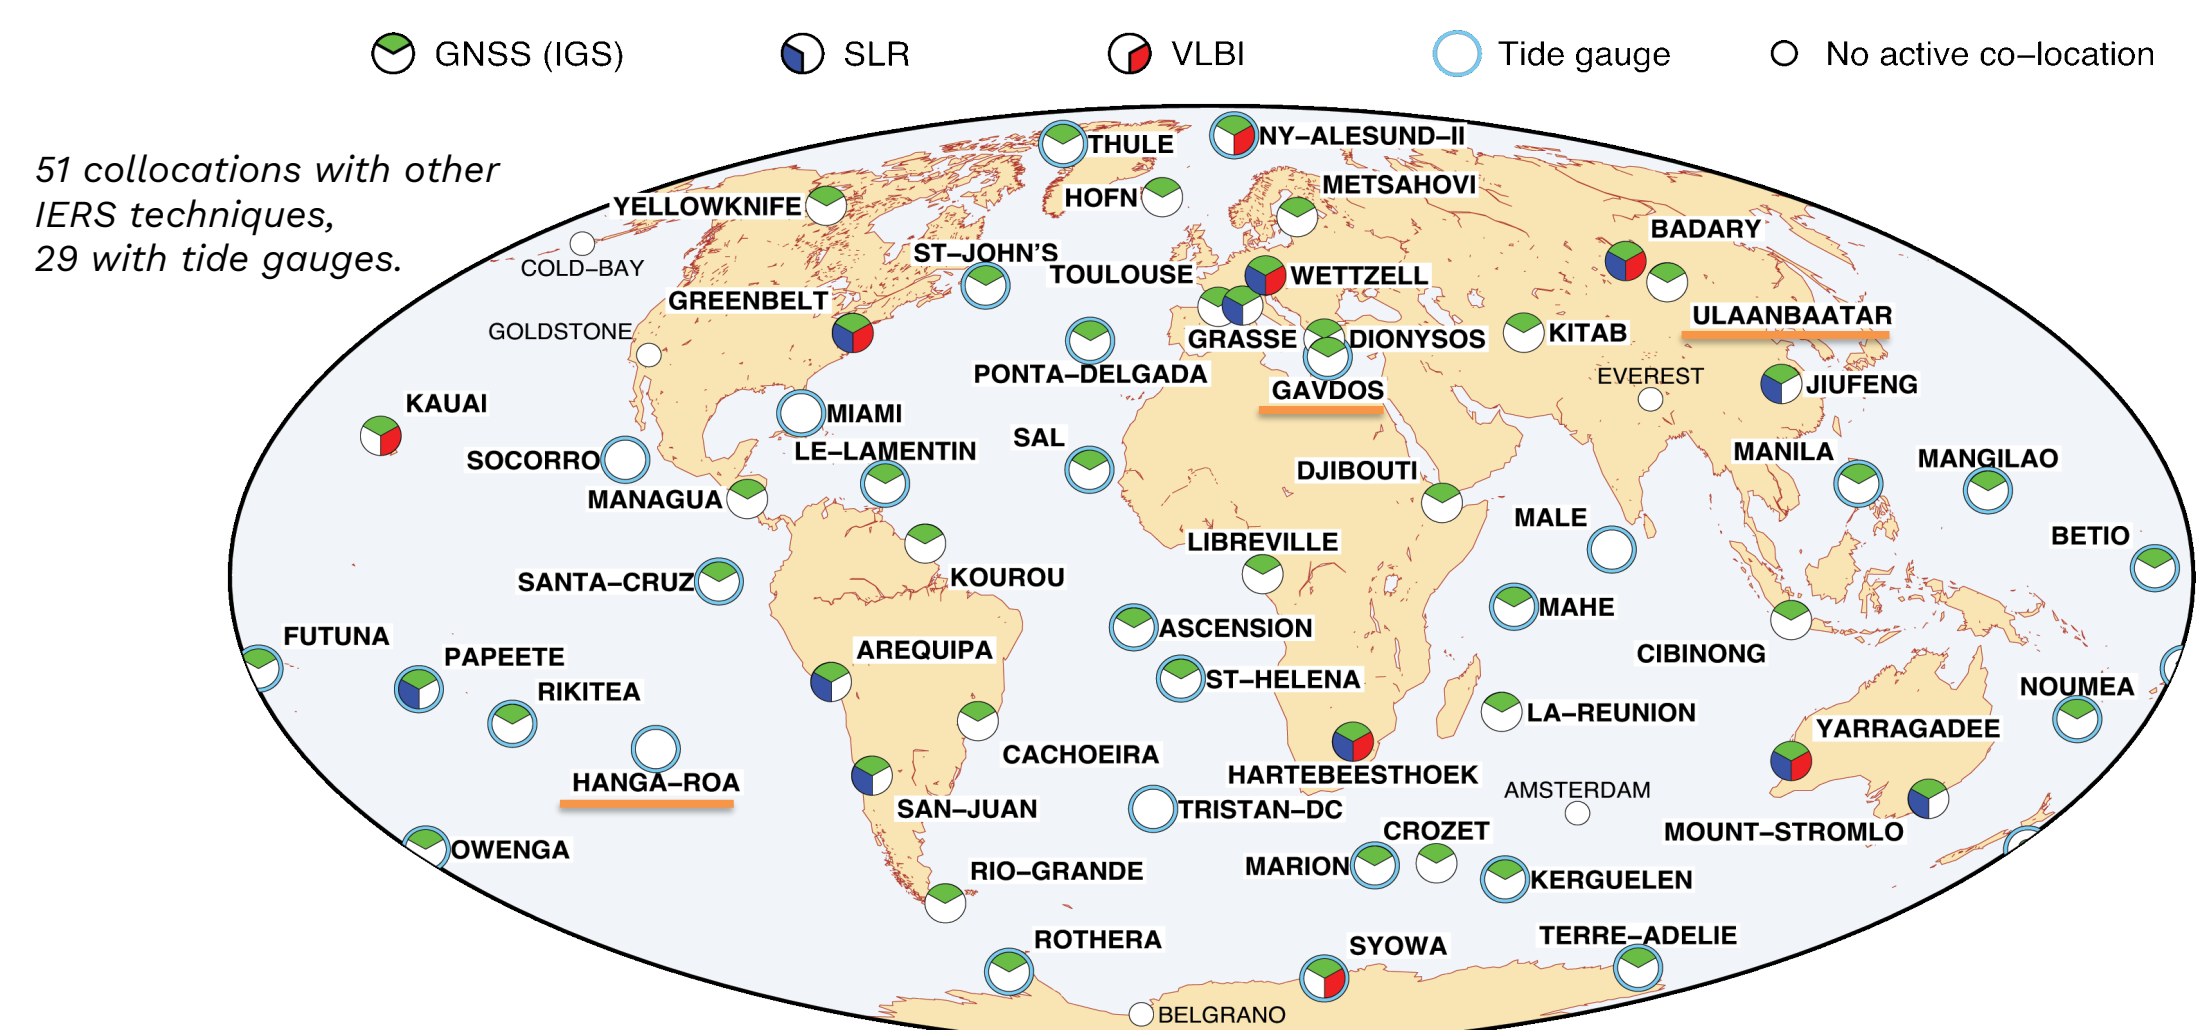 GNSS (IGS)
SLR
VLBI
Tide gauge
No active co–location
51 collocations with other
IERS techniques,
29 with tide gauges.
THULE
NY–ALESUND–II
HOFN
METSAHOVI
YELLOWKNIFE
BADARY
COLD–BAY
ST–JOHN'S
TOULOUSE
WETTZELL
GREENBELT
ULAANBAATAR
GOLDSTONE
GRASSE
DIONYSOS
KITAB
PONTA–DELGADA
GAVDOS
EVEREST
JIUFENG
KAUAI
MIAMI
SOCORRO
LE–LAMENTIN
SAL
DJIBOUTI
MANILA
MANGILAO
MANAGUA
MALE
BETIO
LIBREVILLE
SANTA–CRUZ
KOUROU
MAHE
ASCENSION
FUTUNA
PAPEETE
AREQUIPA
CIBINONG
RIKITEA
ST–HELENA
NOUMEA
LA–REUNION
YARRAGADEE
CACHOEIRA
HANGA–ROA
HARTEBEESTHOEK
AMSTERDAM
SAN–JUAN
TRISTAN–DC
CROZET
MOUNT–STROMLO
OWENGA
MARION
RIO–GRANDE
KERGUELEN
ROTHERA
SYOWA
TERRE–ADELIE
BELGRANO